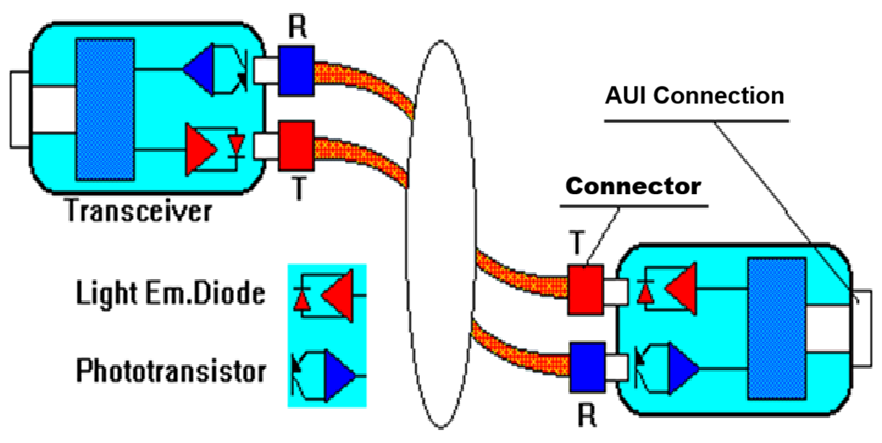 R
T
Transceiver
AUI Connection
Connector
T
R
Light Em.Diode
Phototransistor